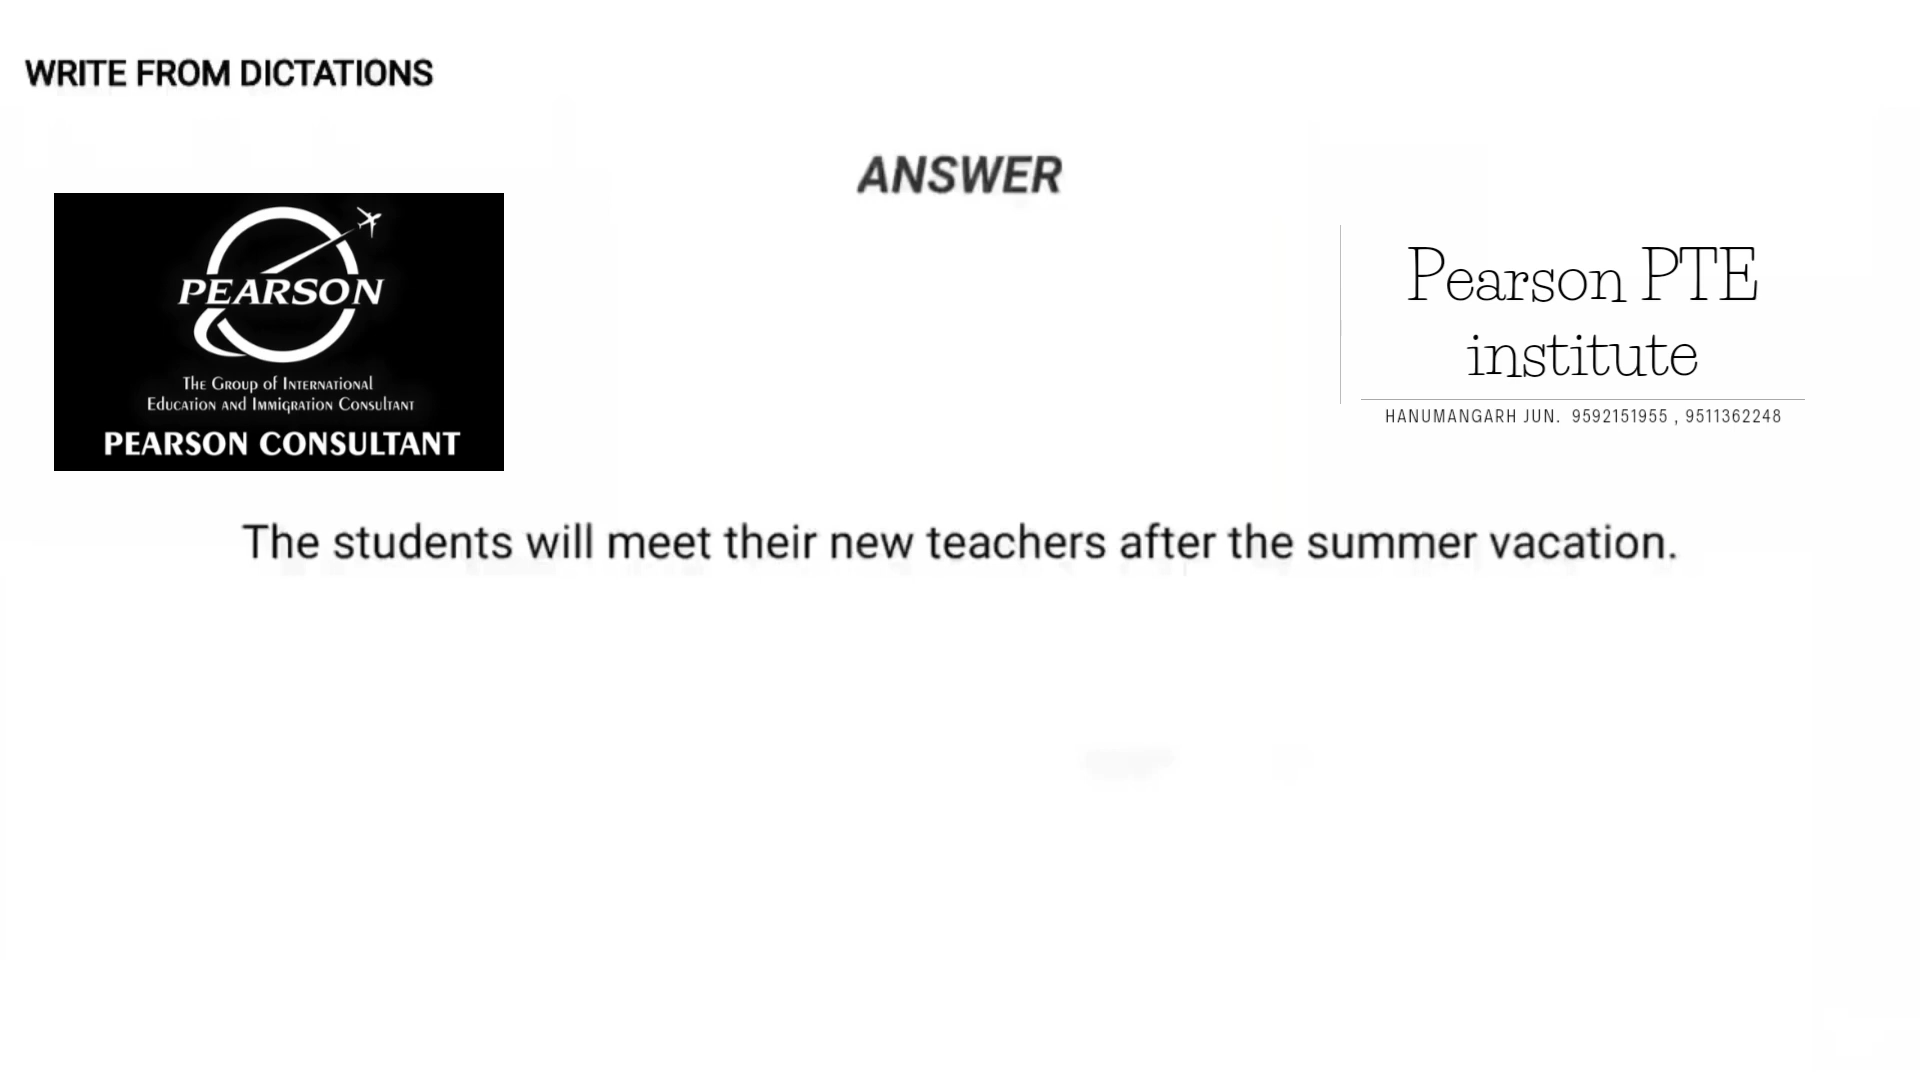 WRITE FROM DICTATIONS
ANSWER
PEARSON
The Group of International
Education and Immigration Consultant
PEARSON CONSULTANT
Pearson PTE
institute
HANUMANGARH JUN. 9592151955 , 9511362248
The students will meet their new teachers after the summer vacation.